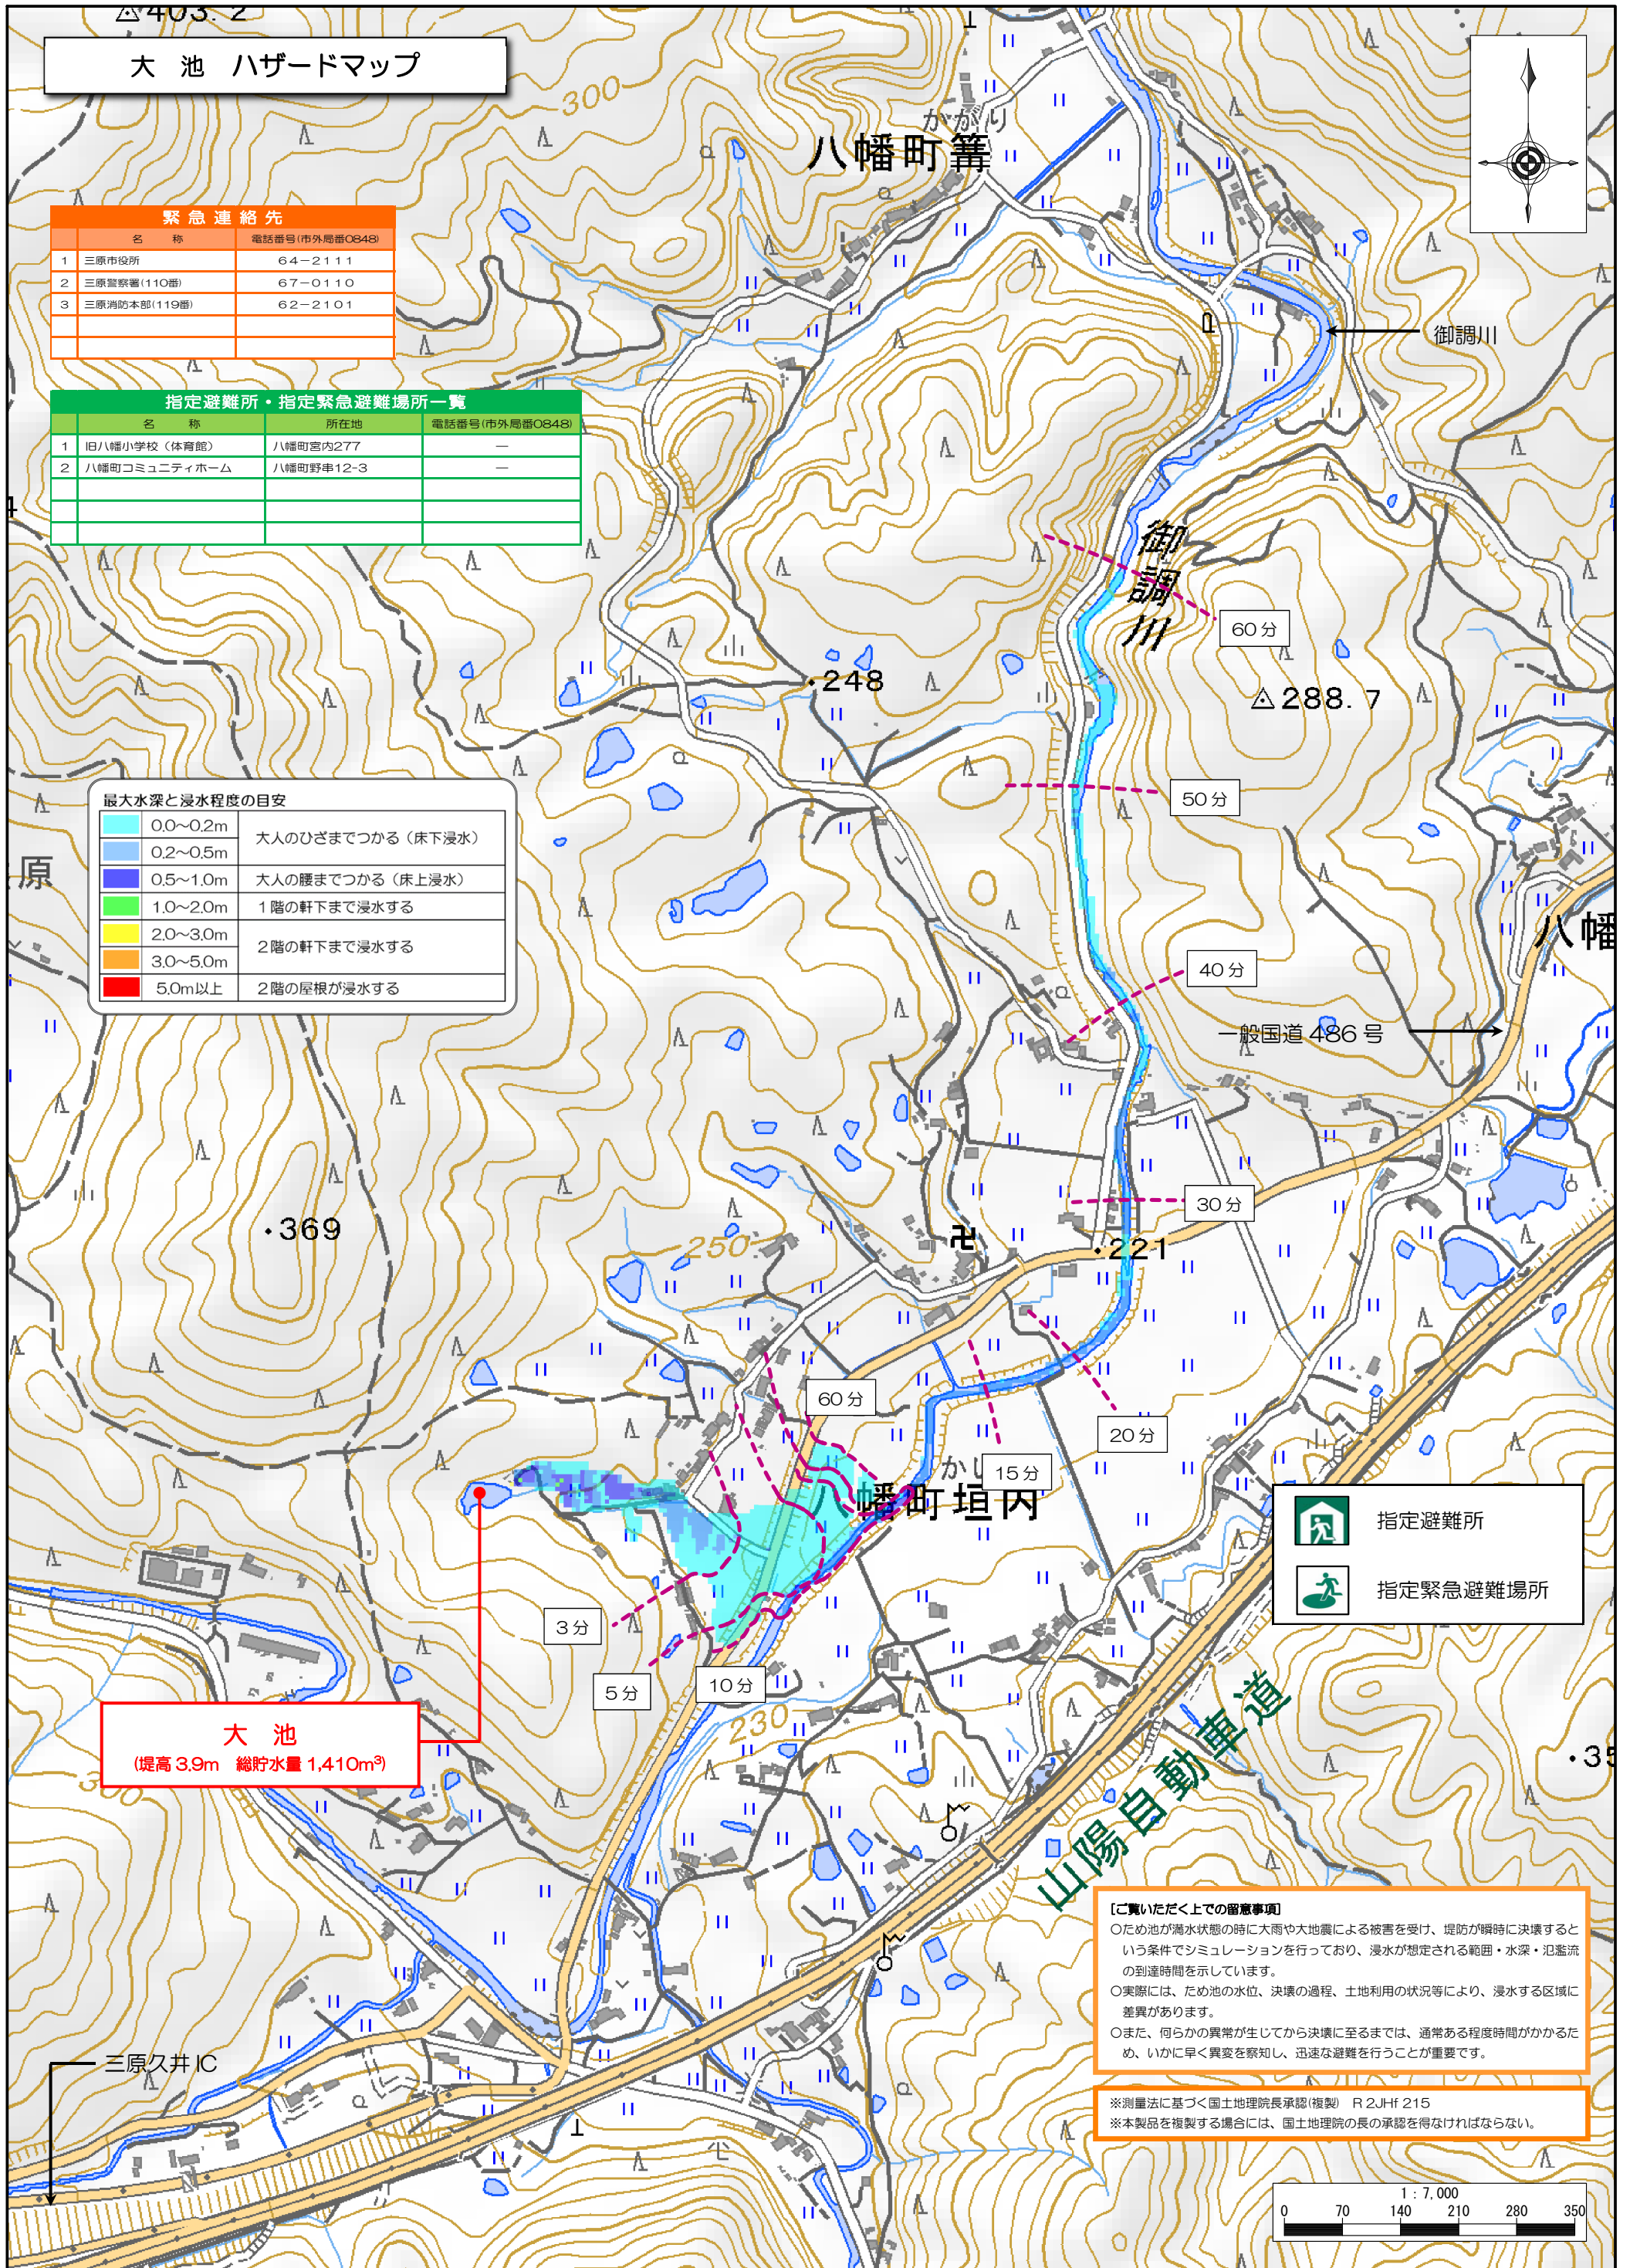 403.2
大 池 ハザードマップ
300
かがり
八幡町篝
緊急連絡先
名 称 電話番号(市外局番0848)
1 三原市役所 64-2111
2 三原警察署(110番) 67-0110
3 三原消防本部(119番) 62-2101
御調川
指定避難所・指定緊急避難場所一覧
名 称 所在地 電話番号(市外局番0848)
1 旧八幡小学校(体育館) 八幡町宮内277 ―
2 八幡町コミュニティホーム 八幡町野串12-3 ―
御調川
60分
248
288.7
50分
最大水深と浸水程度の目安
0.0~0.2m 大人のひざまでつかる(床下浸水)
0.2~0.5m
0.5~1.0m 大人の腰までつかる(床上浸水)
1.0~2.0m 1階の軒下まで浸水する
2.0~3.0m 2階の軒下まで浸水する
3.0~5.0m
5.0m以上 2階の屋根が浸水する
原
八幡
40分
一般国道486号
30分
369
250
221
60分
20分
15分
幡町垣内
指定避難所
指定緊急避難場所
3分
5分
10分
230
大 池
(堤高3.9m 総貯水量1,410m³)
山陽自動車道
35
[ご覧いただく上での留意事項]
○ため池が満水状態の時に大雨や大地震による被害を受け、堤防が瞬時に決壊すると
いう条件でシミュレーションを行っており、浸水が想定される範囲・水深・氾濫流
の到達時間を示しています。
○実際には、ため池の水位、決壊の過程、土地利用の状況等により、浸水する区域に
差異があります。
○また、何らかの異常が生じてから決壊に至るまでは、通常ある程度時間がかかるた
め、いかに早く異変を察知し、迅速な避難を行うことが重要です。
三原久井IC
※測量法に基づく国土地理院長承認(複製) R 2JHf 215
※本製品を複製する場合には、国土地理院の長の承認を得なければならない。
1:7,000
0 70 140 210 280 350